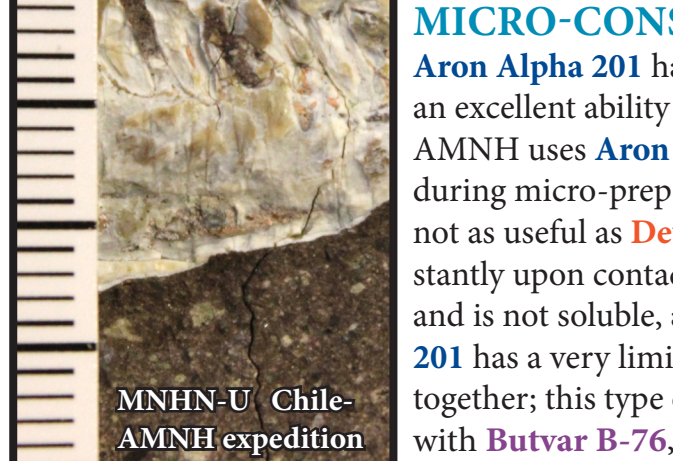 MICRO-CONS
Aron Alpha 201 ha
an excellent ability
AMNH uses Aron
during micro-prep
not as useful as De
stantly upon contac
and is not soluble, a
201 has a very limi
together; this type
with Butvar B-76,
MNHN-U Chile-
AMNH expedition